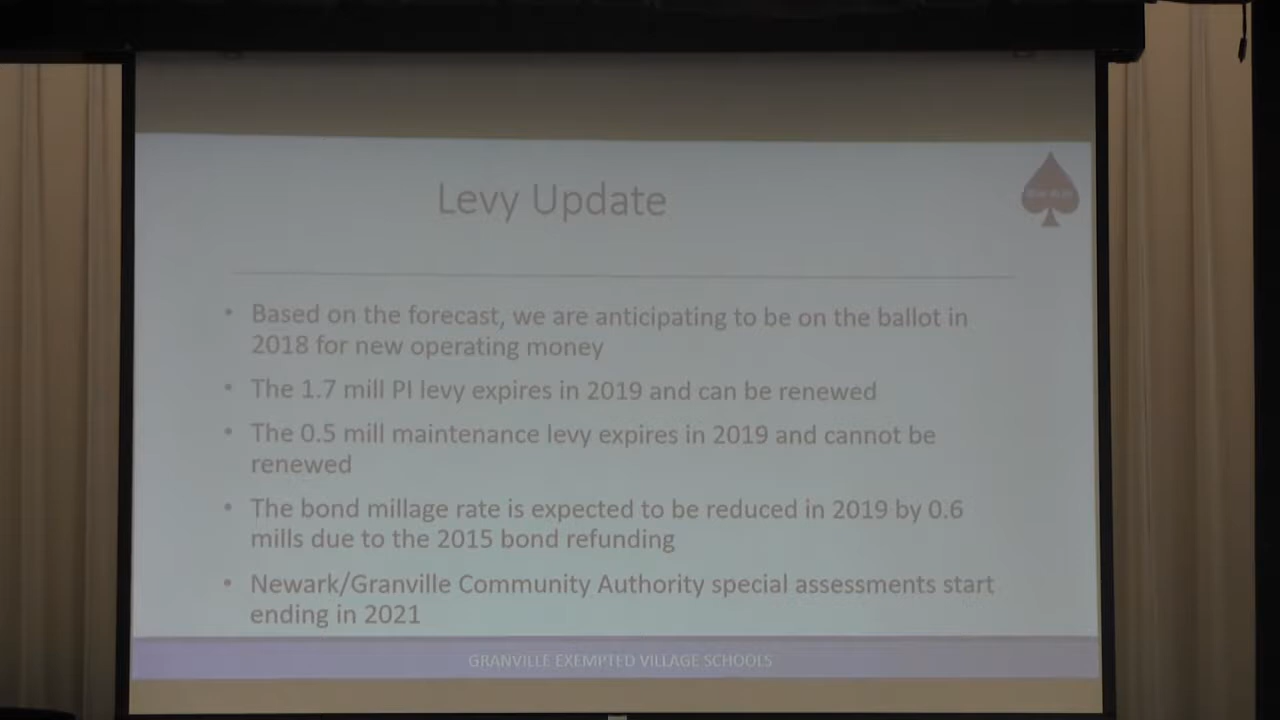 Levy Update
• Based on the forecast, we are anticipating to be on the ballot in
2018 for new operating money
• The 1.7 mill PI levy expires in 2019 and can be renewed
• The 0.5 mill maintenance levy expires in 2019 and cannot be
renewed
• The bond millage rate is expected to be reduced in 2019 by 0.6
mills due to the 2015 bond refunding
• Newark/Granville Community Authority special assessments start
ending in 2021
GRANVILLE EXEMPTED VILLAGE SCHOOLS